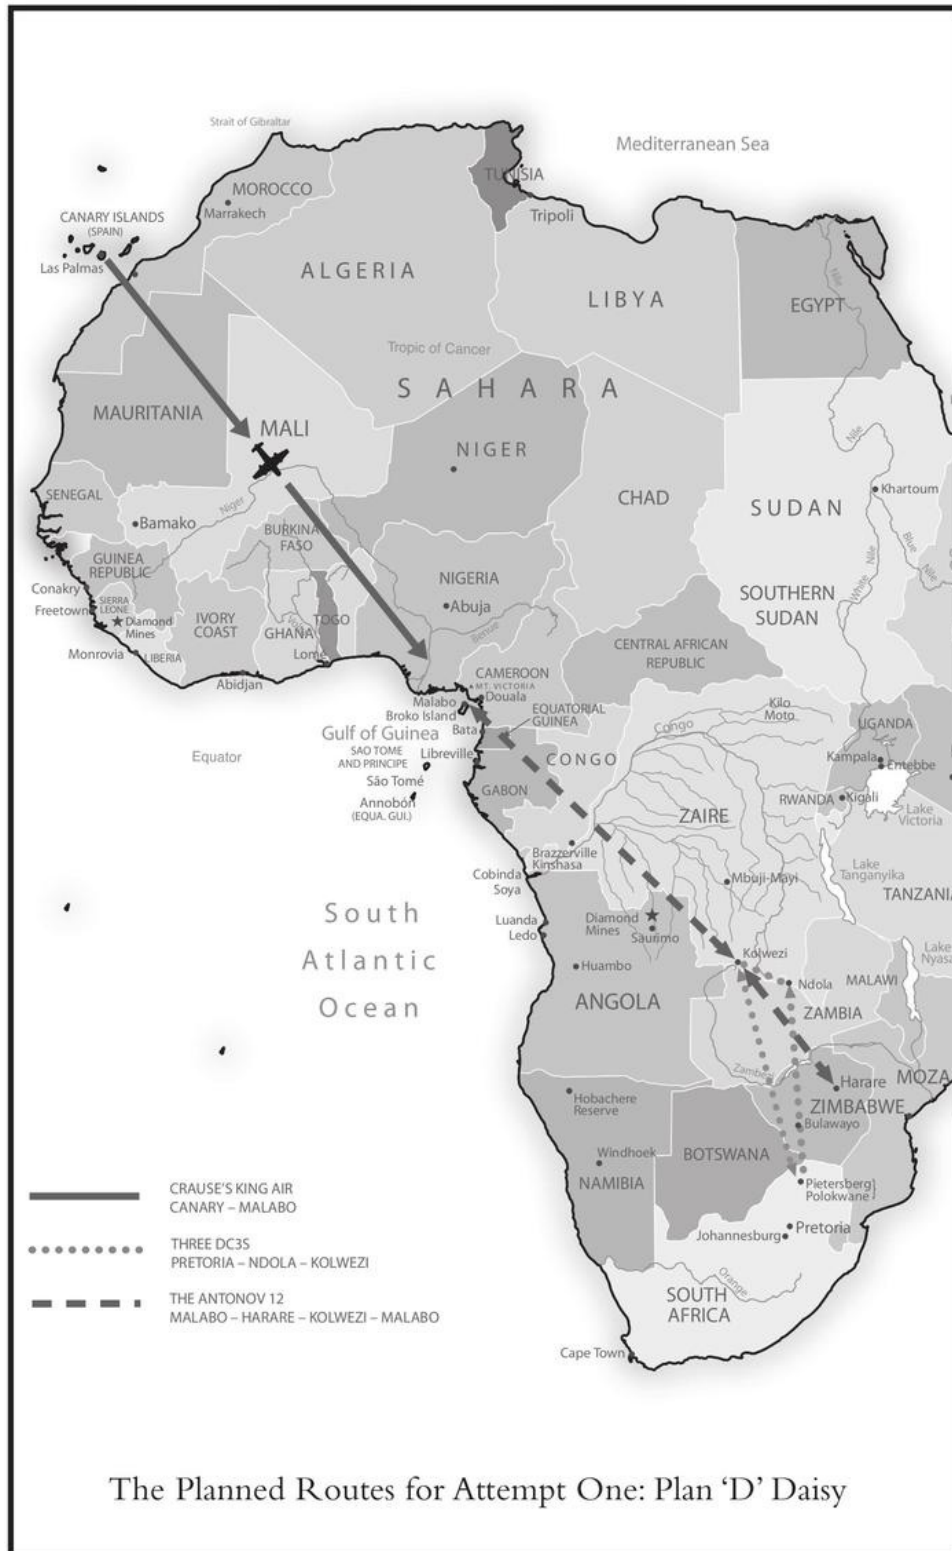 Strait of Gibraltar
Mediterranean Sea
TUNISIA
MOROCCO
Marrakech
CANARY ISLANDS
(SPAIN)
Tripoli
Las Palmas
ALGERIA
LIBYA
EGYPT
Nile
Tropic of Cancer
SAHARA
MAURITANIA
MALI
NIGER
Nile
CHAD
Khartoum
SENEGAL
Niger
SUDAN
Bamako
BURKINA
FASO
Blue
Nile
White Nile
GUINEA
REPUBLIC
NIGERIA
Abuja
SOUTHERN
SUDAN
Conakry
SIERRA
LEONE
Freetown
Diamond
Mines
IVORY
COAST
GHANA
TOGO
Benue
Monrovia
LIBERIA
Lome
CENTRAL AFRICAN
REPUBLIC
Abidjan
CAMEROON
MT. VICTORIA
Malabo
Douala
Broko Island
EQUATORIAL
GUINEA
Bata
Kilo
Moto
Congo
UGANDA
Gulf of Guinea
Equator
SAO TOME
AND PRINCIPE
Libreville
CONGO
Kampala
Entebbe
São Tomé
GABON
Annobón
(EQUA. GUI.)
ZAIRE
RWANDA
Kigali
Lake
Victoria
Brazzerville
Kinshasa
Lake
Tanganyika
Cobinda
Soya
Mbuji-Mayi
TANZANIA
South
Atlantic
Ocean
Luanda
Ledo
Diamond
Mines
Saurimo
Kolwezi
Lake
Nyasa
Huambo
Ndola
MALAWI
ANGOLA
ZAMBIA
Zambezi
Harare
MOZA
Hobachere
Reserve
ZIMBABWE
Bulawayo
BOTSWANA
Windhoek
NAMIBIA
Pietersberg
Polokwane
Pretoria
Johannesburg
Orange
SOUTH
AFRICA
Cape Town
CRAUSE'S KING AIR
CANARY – MALABO
THREE DC3S
PRETORIA – NDOLA – KOLWEZI
THE ANTONOV 12
MALABO – HARARE – KOLWEZI – MALABO
The Planned Routes for Attempt One: Plan ‘D’ Daisy